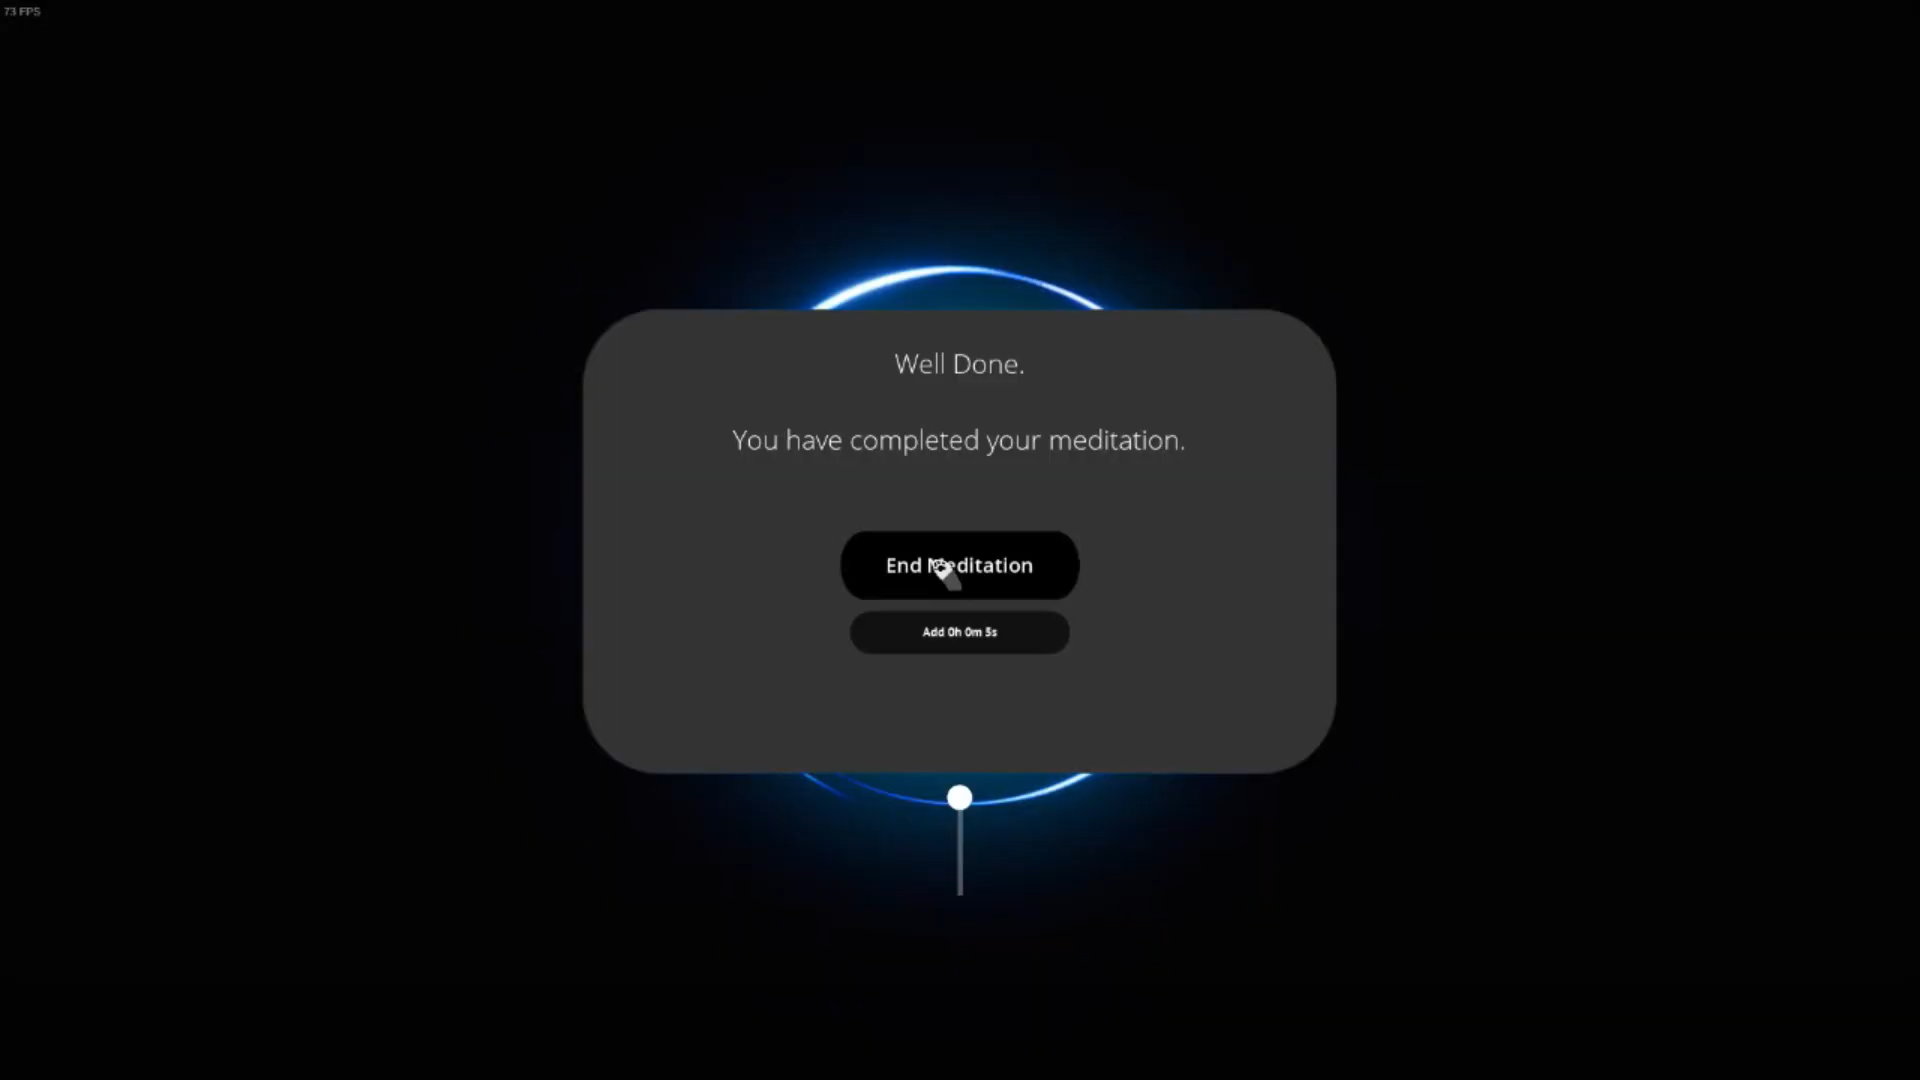 73 FPS
Well Done.
You have completed your meditation.
End Meditation
Add 0h 0m 5s